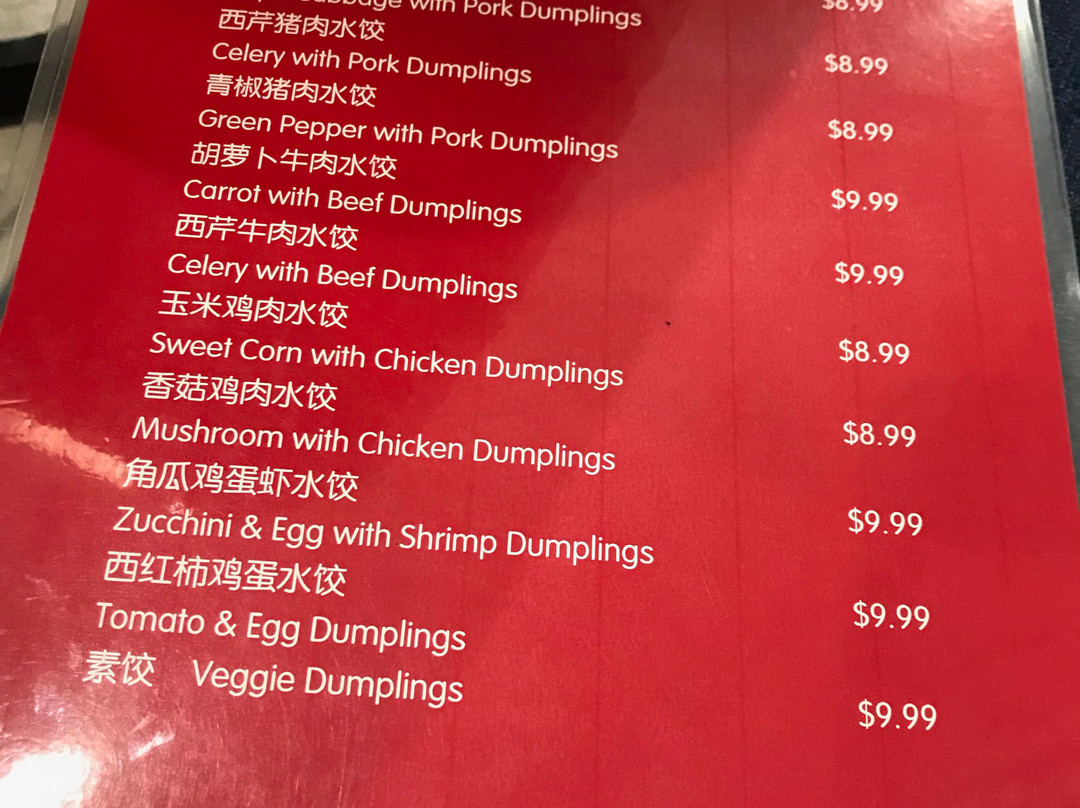 with Pork Dumplings $8.99
西芹猪肉水饺
Celery with Pork Dumplings $8.99
青椒猪肉水饺
Green Pepper with Pork Dumplings $8.99
胡萝卜牛肉水饺
Carrot with Beef Dumplings $9.99
西芹牛肉水饺
Celery with Beef Dumplings $9.99
玉米鸡肉水饺
Sweet Corn with Chicken Dumplings $8.99
香菇鸡肉水饺
Mushroom with Chicken Dumplings $8.99
角瓜鸡蛋虾水饺
Zucchini & Egg with Shrimp Dumplings $9.99
西红柿鸡蛋水饺
Tomato & Egg Dumplings $9.99
素饺 Veggie Dumplings $9.99